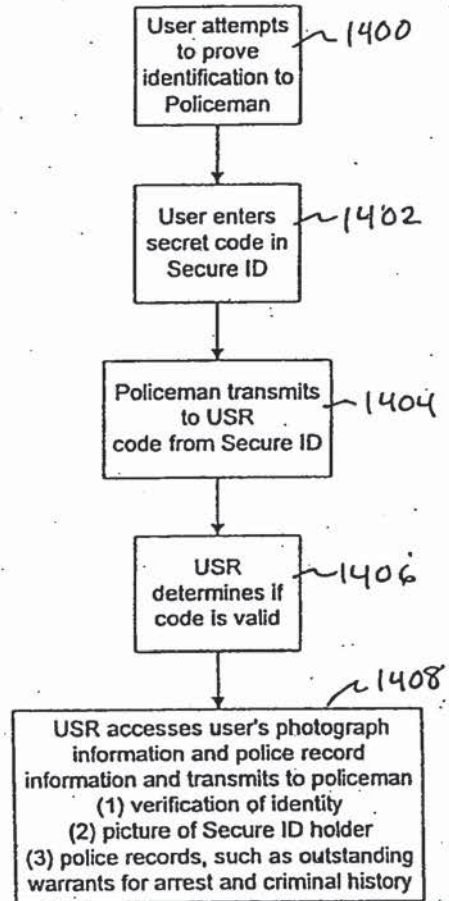 User attempts
to prove
identification to
Policeman
1400
User enters
secret code in
Secure ID
1402
Policeman transmits
to USR
code from Secure ID
1404
USR
determines if
code is valid
1406
1408
USR accesses user's photograph
information and police record
information and transmits to policeman
(1) verification of identity
(2) picture of Secure ID holder
(3) police records, such as outstanding
warrants for arrest and criminal history